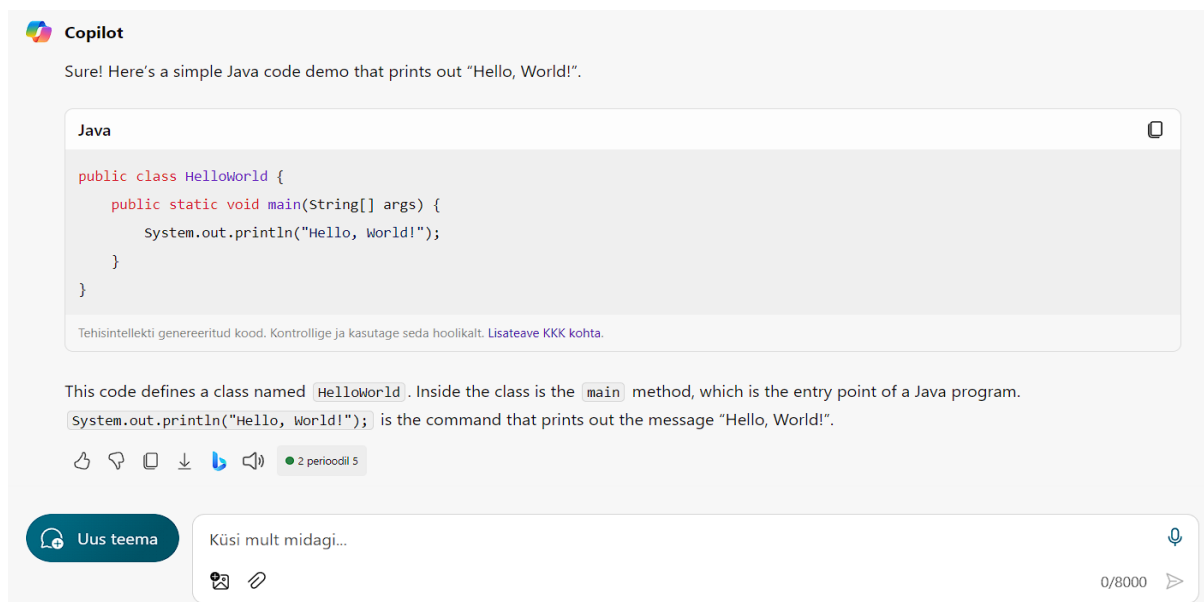 Copilot
Sure! Here’s a simple Java code demo that prints out “Hello, World!”.
Java
public class HelloWorld {
    public static void main(String[] args) {
        System.out.println("Hello, World!");
    }
}
Tehisintellekti genereeritud kood. Kontrollige ja kasutage seda hoolikalt. Lisateave KKK kohta.
This code defines a class named HelloWorld. Inside the class is the main method, which is the entry point of a Java program.
System.out.println("Hello, World!"); is the command that prints out the message “Hello, World!”.
2 perioodil 5
Uus teema
Küsi mult midagi...
0/8000